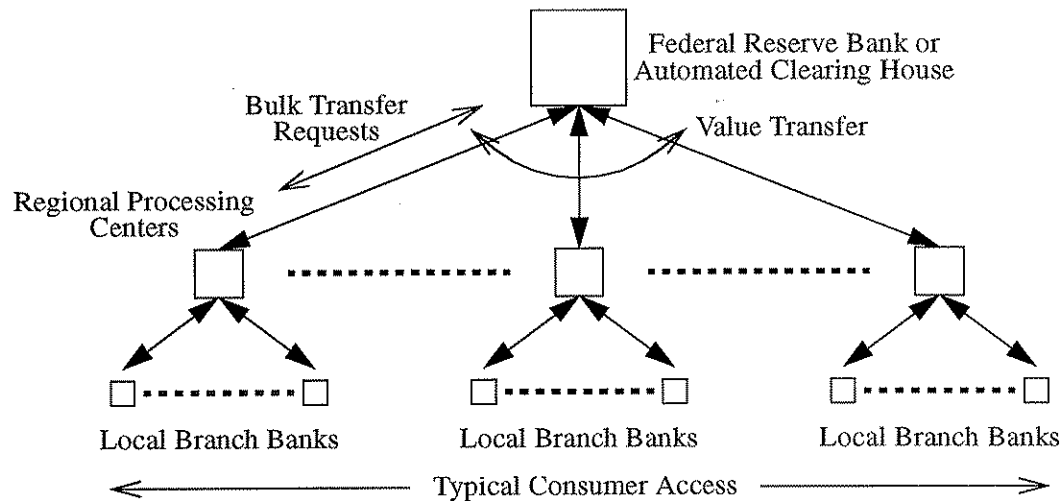 Federal Reserve Bank or
Automated Clearing House
Bulk Transfer
Requests
Value Transfer
Regional Processing
Centers
Local Branch Banks
Local Branch Banks
Local Branch Banks
Typical Consumer Access